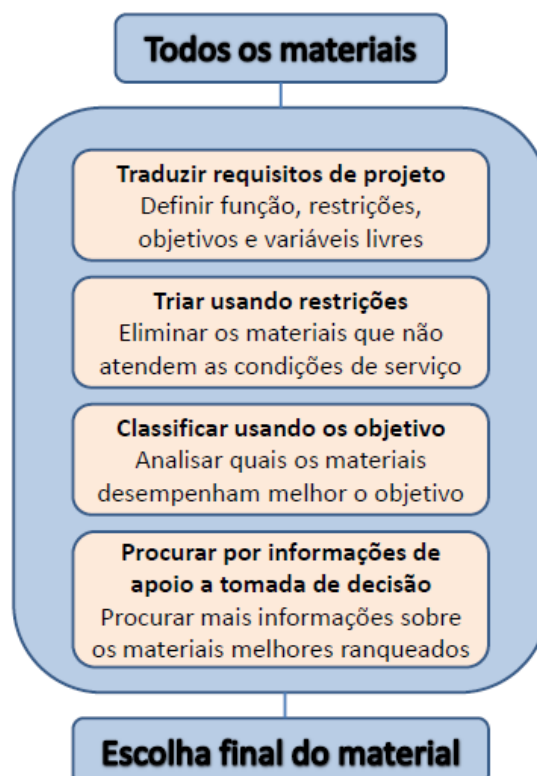 Todos os materiais
Traduzir requisitos de projeto
Definir função, restrições,
objetivos e variáveis livres
Triar usando restrições
Eliminar os materiais que não
atendem as condições de serviço
Classificar usando os objetivo
Analisar quais os materiais
desempenham melhor o objetivo
Procurar por informações de
apoio a tomada de decisão
Procurar mais informações sobre
os materiais melhores ranqueados
Escolha final do material